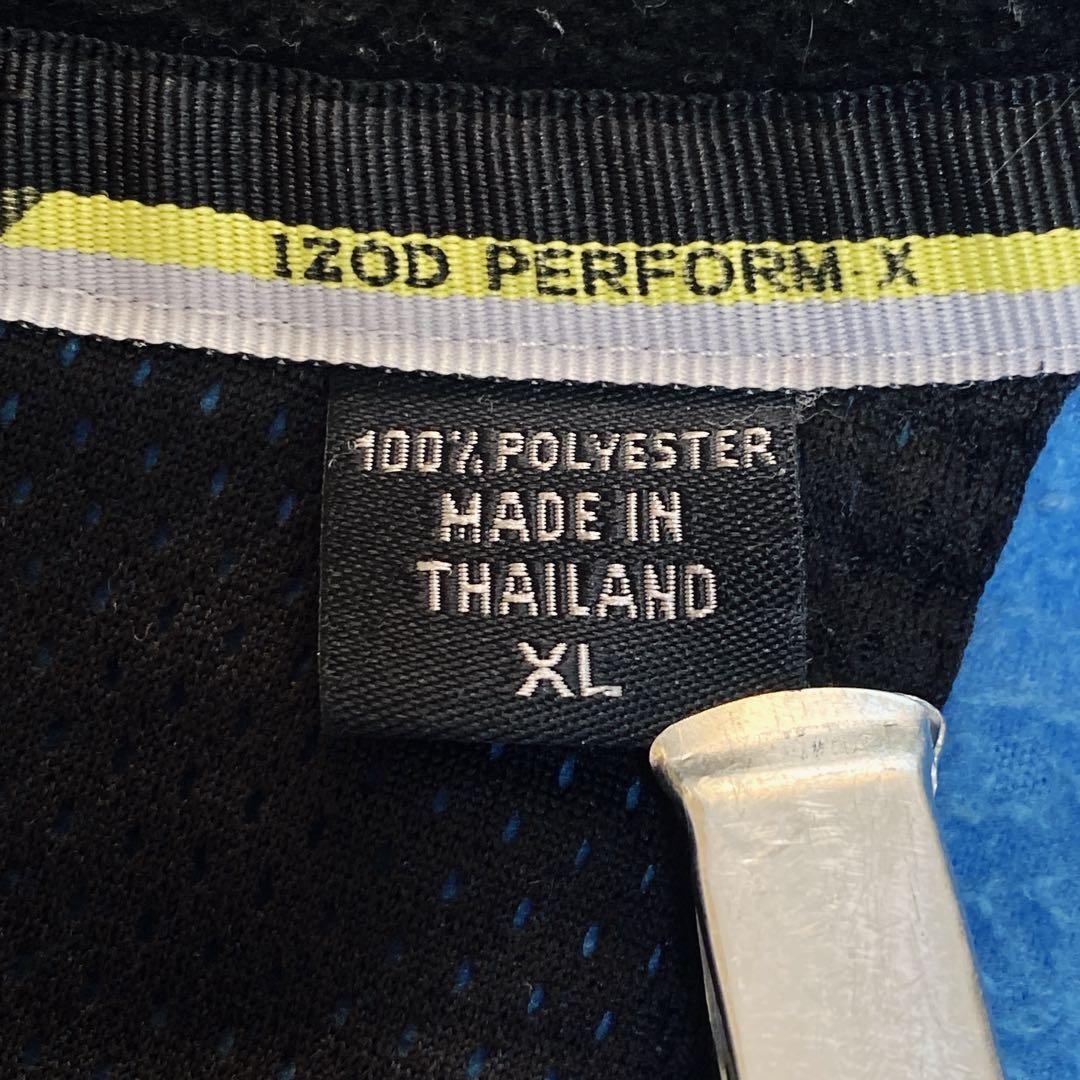 IZOD PERFORM-X
100% POLYESTER
MADE IN
THAILAND
XL